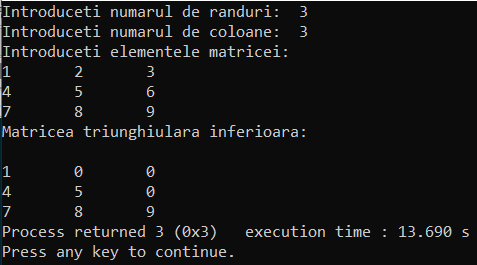 Introduceti numarul de randuri:  3
Introduceti numarul de coloane:  3
Introduceti elementele matricei:
1       2       3
4       5       6
7       8       9
Matricea triunghiulara inferioara:

1       0       0
4       5       0
7       8       9
Process returned 3 (0x3)   execution time : 13.690 s
Press any key to continue.